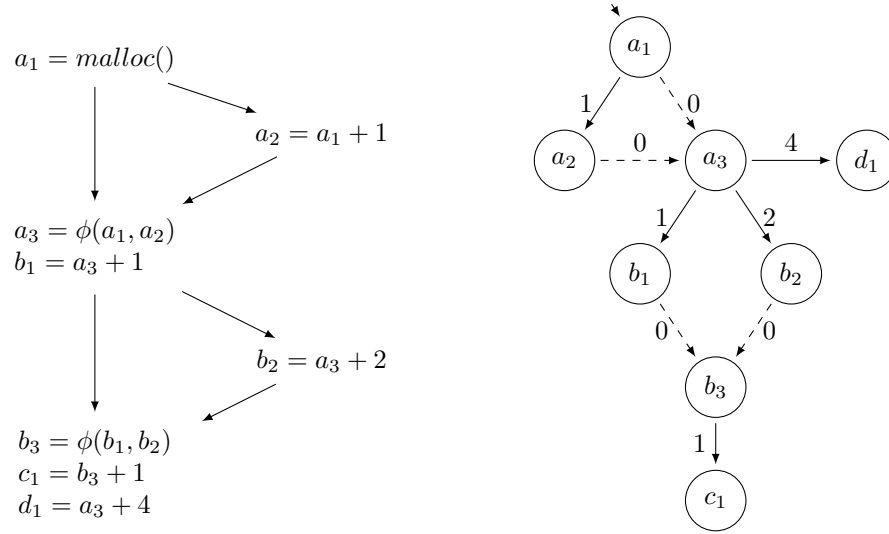 a₁ = malloc()
a₂ = a₁ + 1
a₃ = ϕ(a₁, a₂)
b₁ = a₃ + 1
b₂ = a₃ + 2
b₃ = ϕ(b₁, b₂)
c₁ = b₃ + 1
d₁ = a₃ + 4
a₁
1 0
a₂ 0 a₃ 4 d₁
1 2
b₁ b₂
0 0
b₃
1
c₁